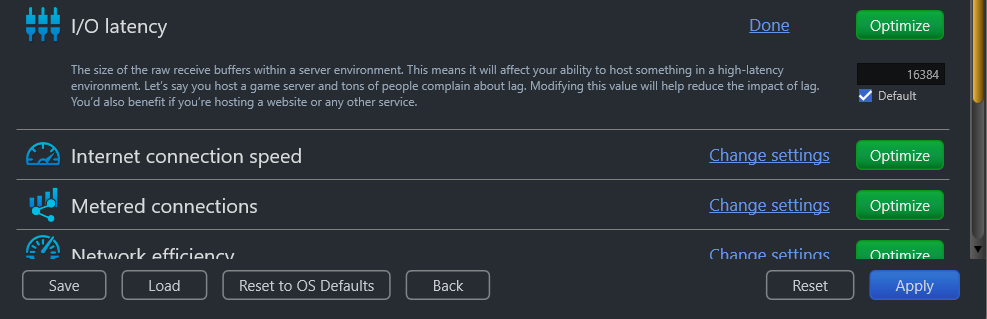 I/O latency Done Optimize
The size of the raw receive buffers within a server environment. This means it will affect your ability to host something in a high-latency
environment. Let's say you host a game server and tons of people complain about lag. Modifying this value will help reduce the impact of lag.
You'd also benefit if you're hosting a website or any other service.
16384
Default
Internet connection speed Change settings Optimize
Metered connections Change settings Optimize
Network efficiency Change settings Optimize
Save Load Reset to OS Defaults Back Reset Apply